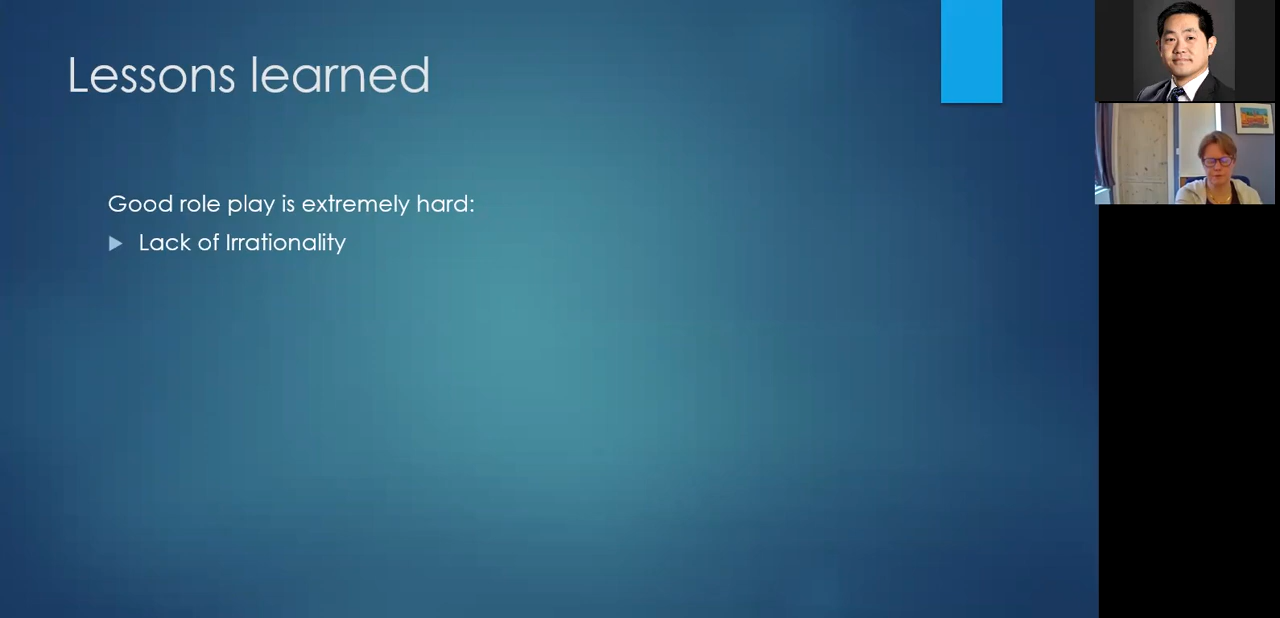 Lessons learned
Good role play is extremely hard:
Lack of Irrationality